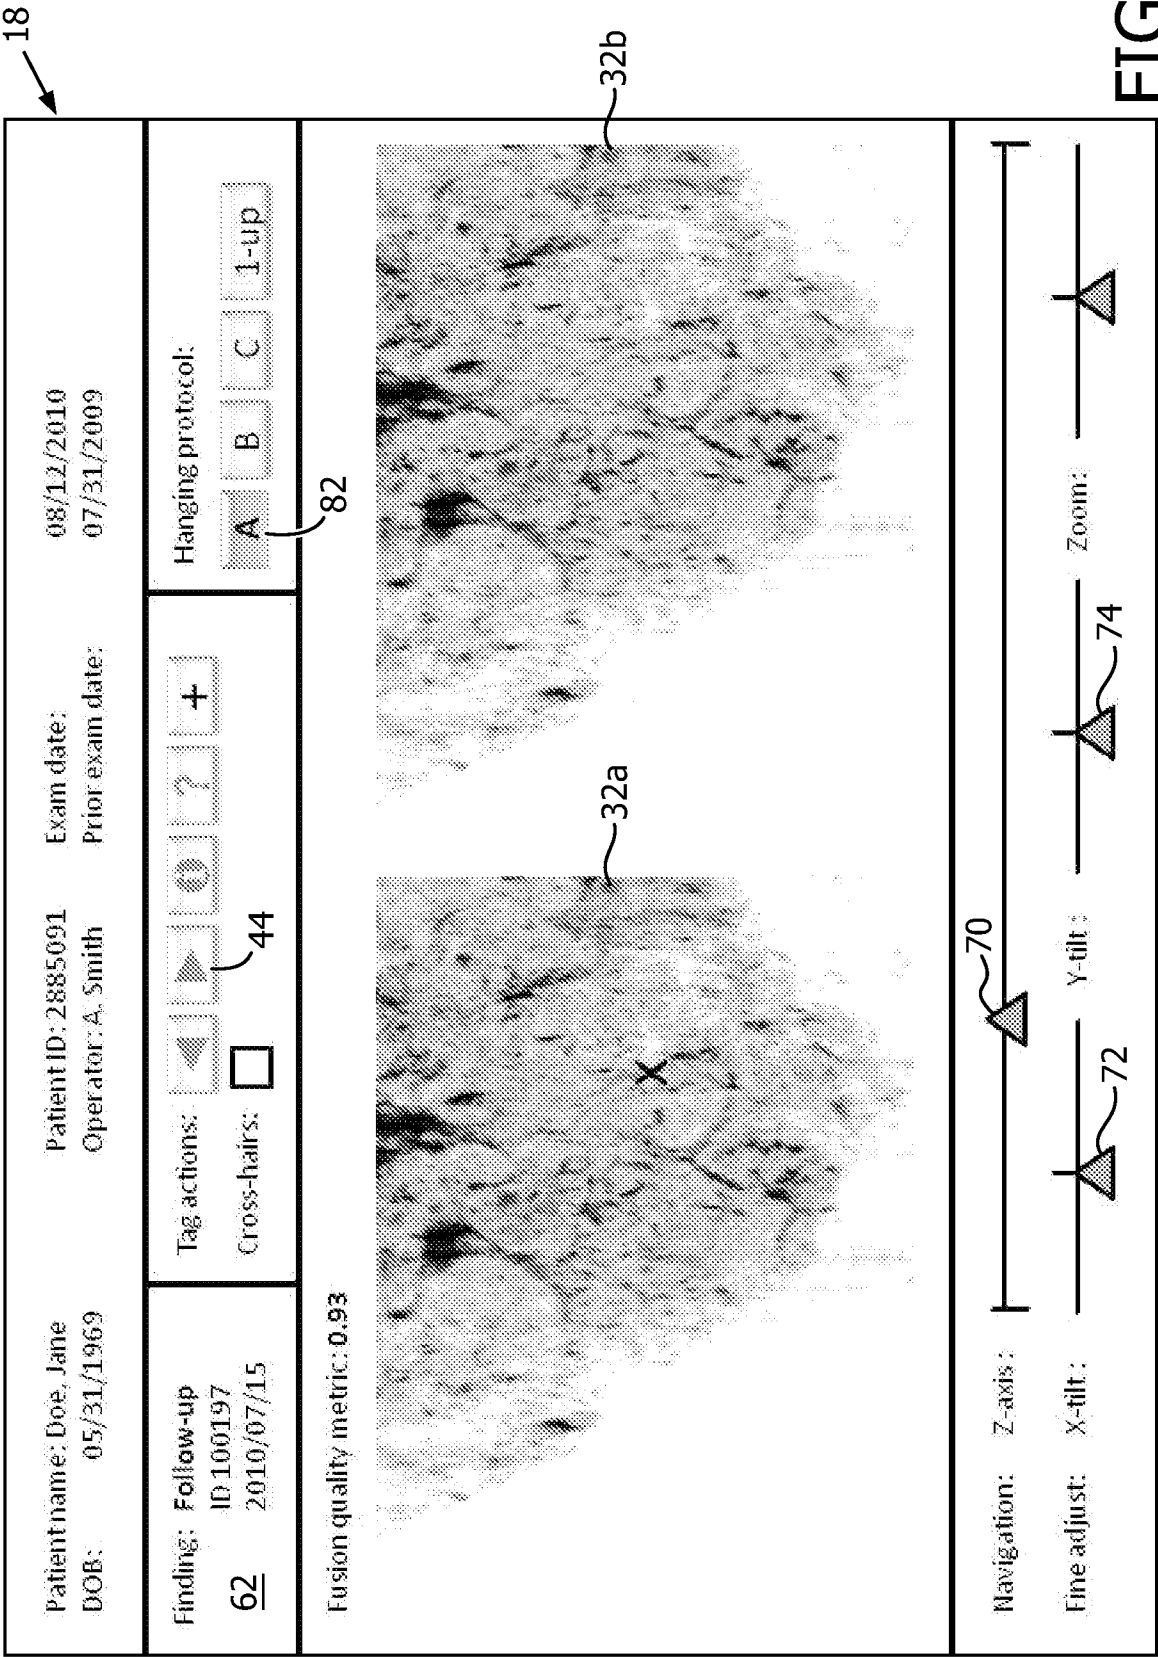 18
Patient name: Doe, Jane Patient ID: 2885091 Exam date: 08/12/2010
DOB: 05/31/1969 Operator: A. Smith Prior exam date: 07/31/2009
Finding: Follow-up
ID 100197
2010/07/15
62
Tag actions: ? +
Cross-hairs:
44
Hanging protocol:
A B C 1-up
82
Fusion quality metric: 0.93
32a
32b
Navigation: Z-axis:
70
Fine adjust: X-tilt: Y-tilt: Zoom:
72
74
FIG